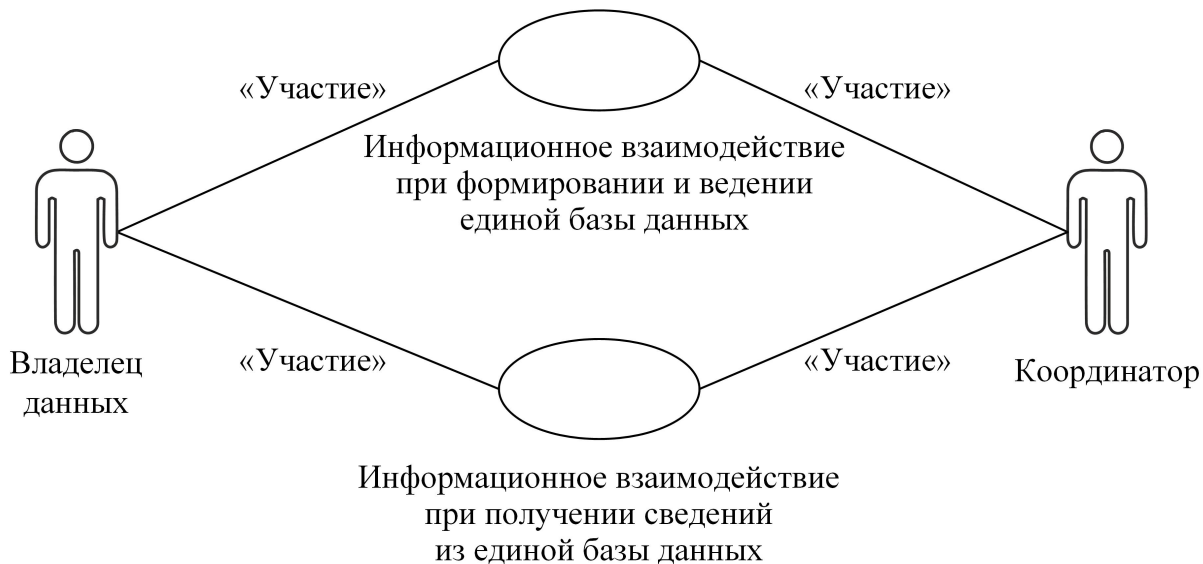 «Участие»
«Участие»
Информационное взаимодействие
при формировании и ведении
единой базы данных
Владелец
данных
«Участие»
«Участие»
Координатор
Информационное взаимодействие
при получении сведений
из единой базы данных